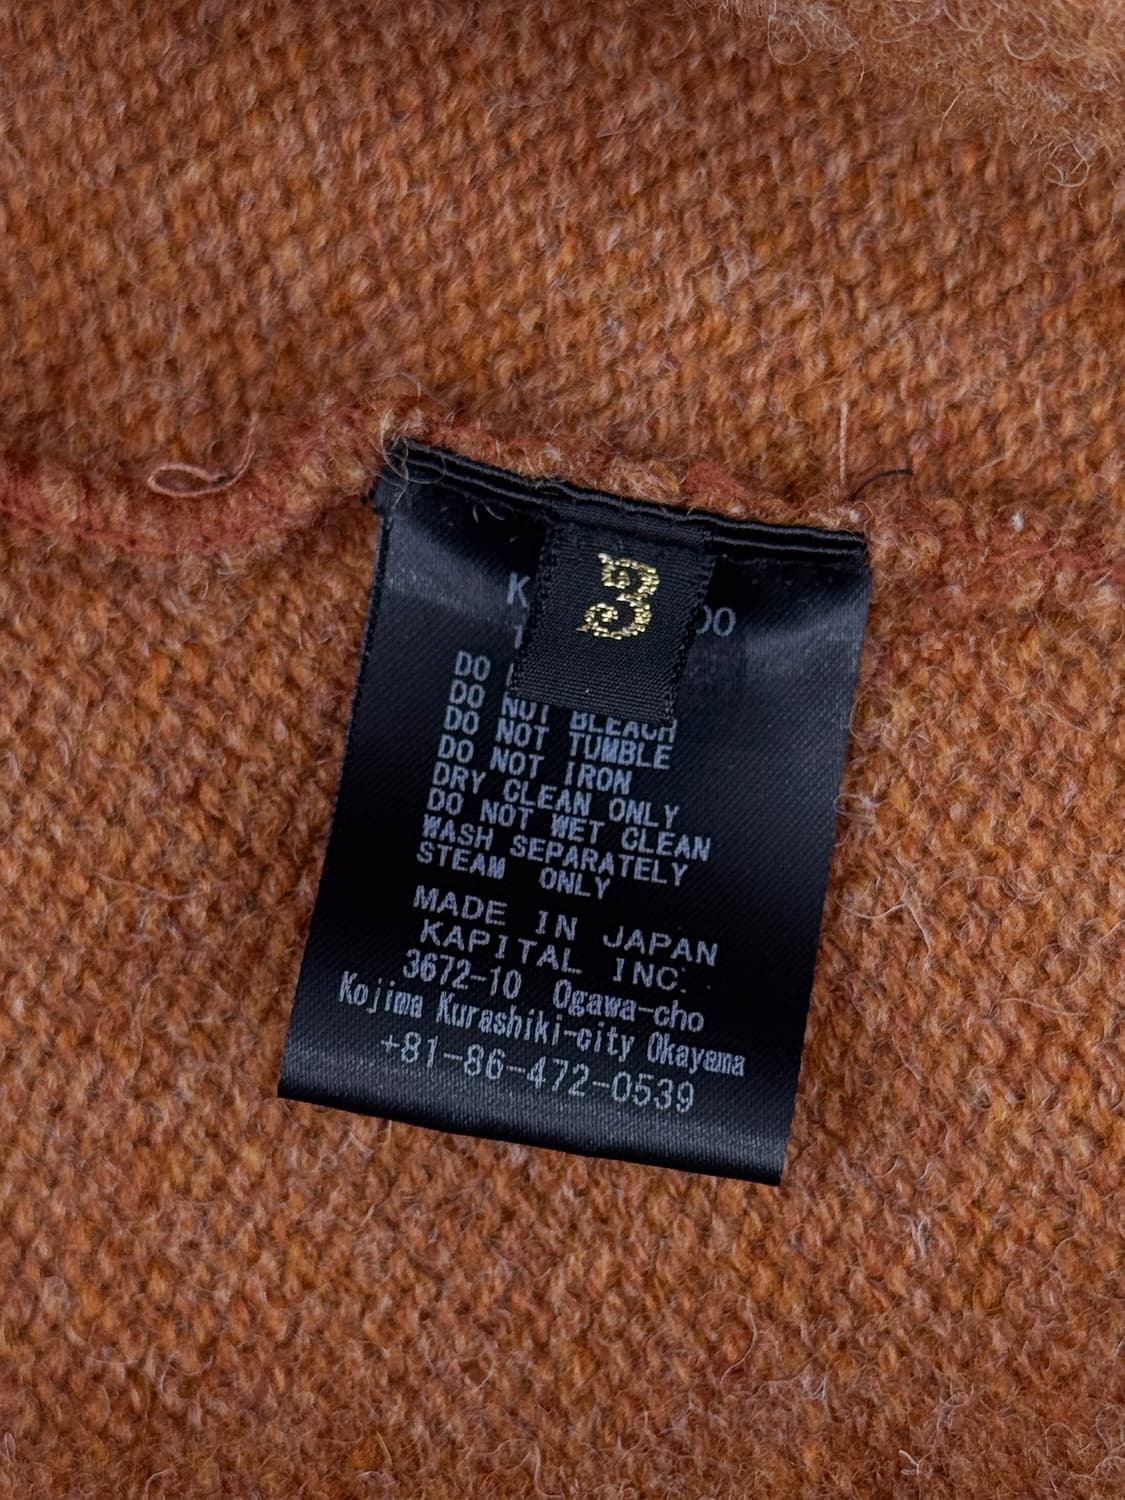 3
DO
DO NOT BLEACH
DO NOT TUMBLE
DO NOT IRON
DRY CLEAN ONLY
DO NOT WET CLEAN
WASH SEPARATELY
STEAM ONLY
MADE IN JAPAN
KAPITAL INC.
3672-10 Ogawa-cho
Kojima Kurashiki-city Okayama
+81-86-472-0539